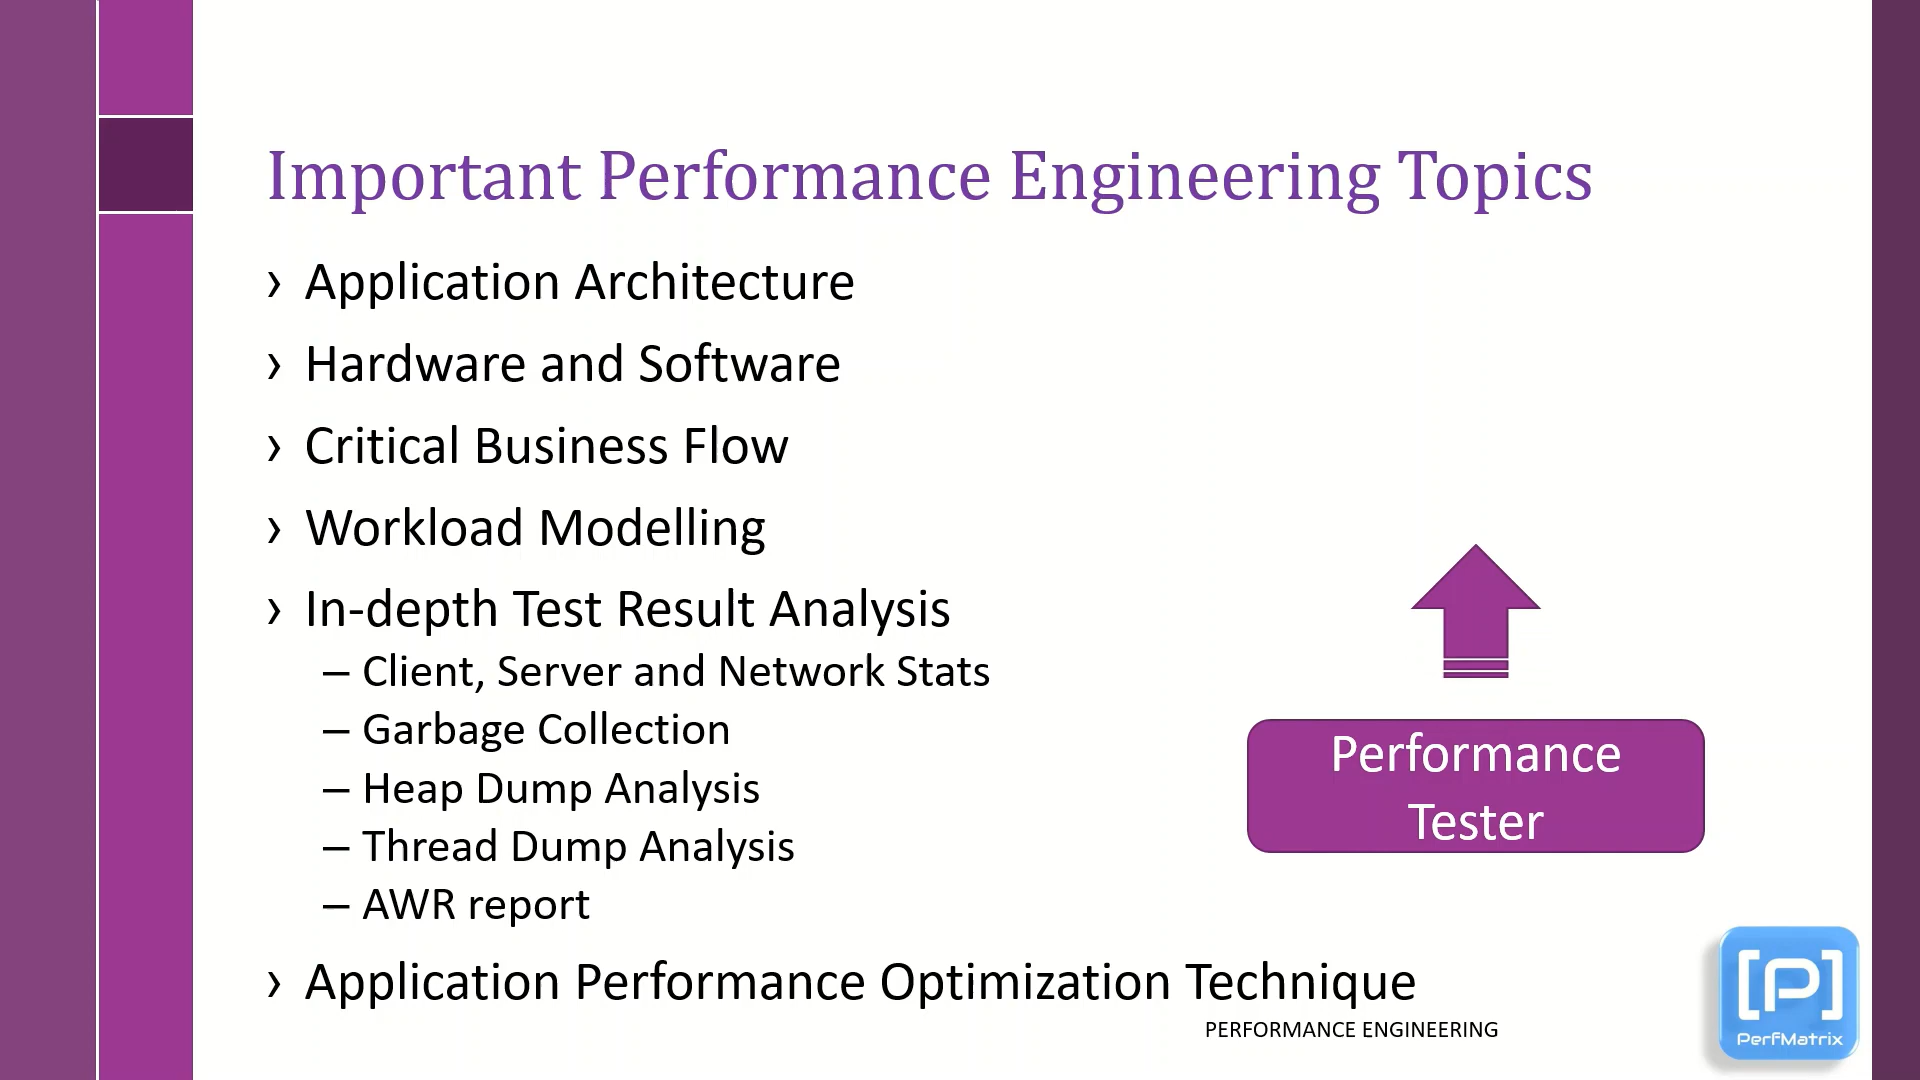 Important Performance Engineering Topics
› Application Architecture
› Hardware and Software
› Critical Business Flow
› Workload Modelling
› In-depth Test Result Analysis
– Client, Server and Network Stats
– Garbage Collection
– Heap Dump Analysis
– Thread Dump Analysis
– AWR report
› Application Performance Optimization Technique
Performance
Tester
PERFORMANCE ENGINEERING
[P]
PerfMatrix